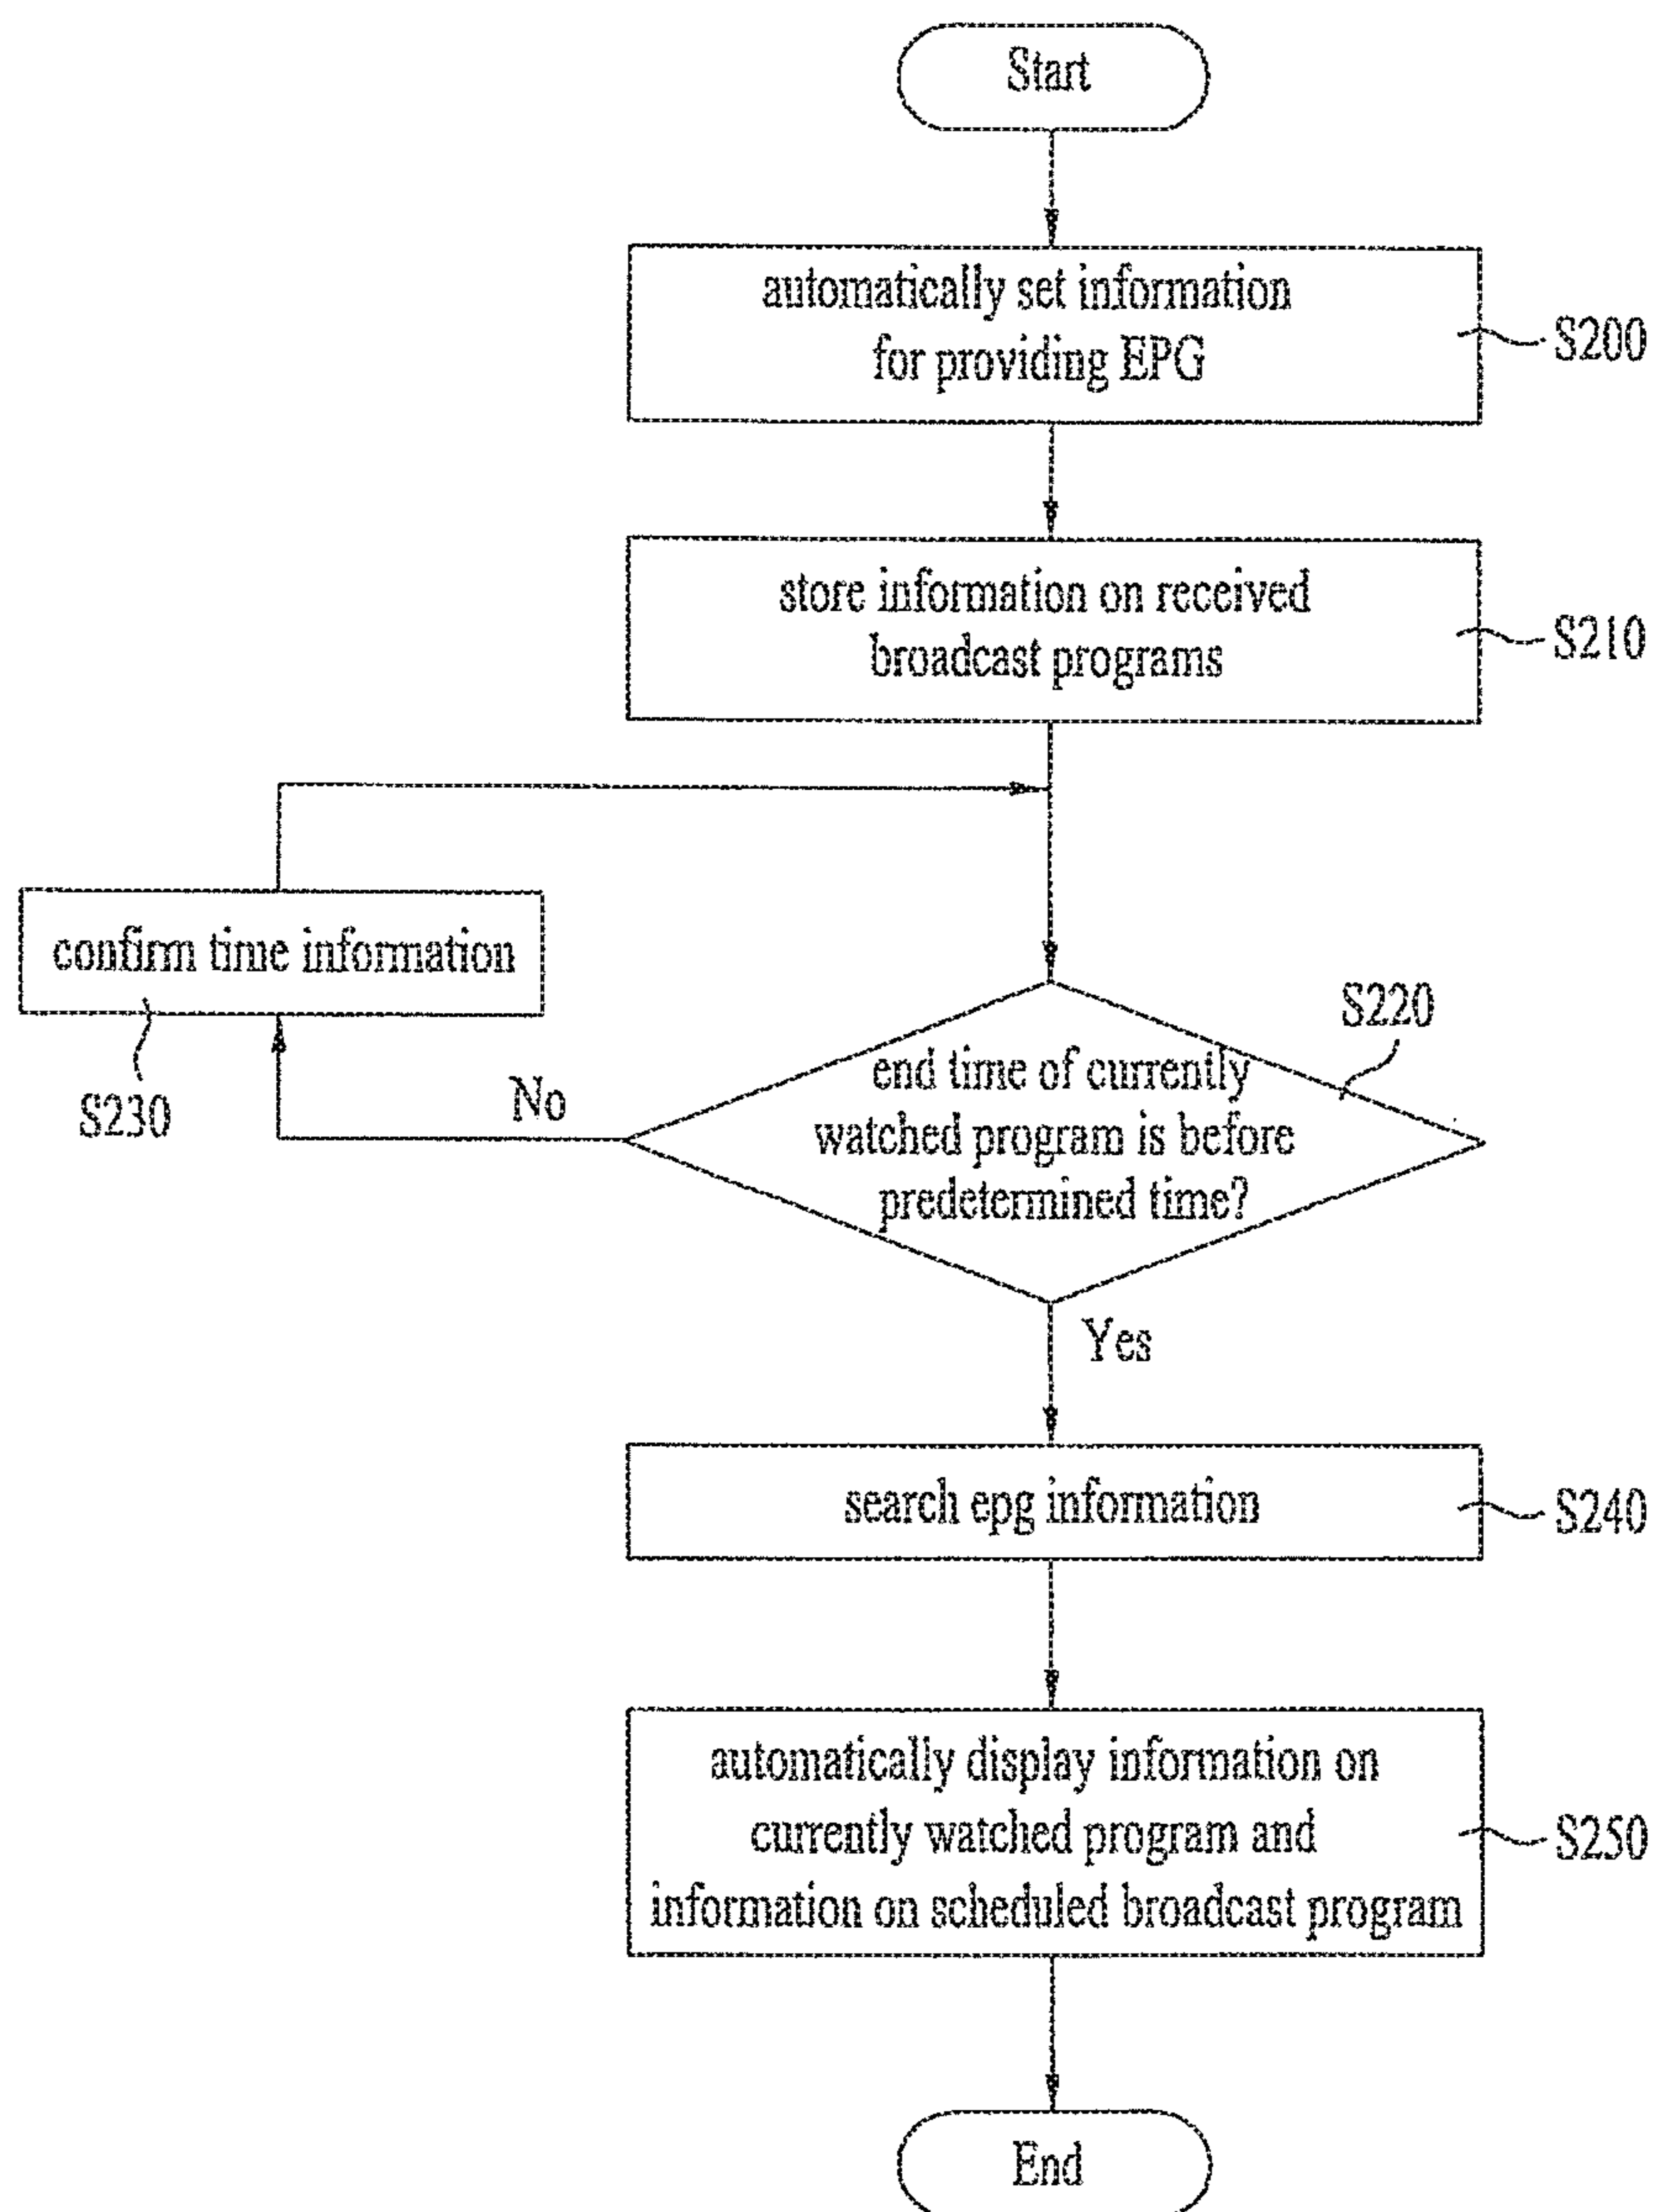 Start
automatically set information
for providing EPG
S200
store information on received
broadcast programs
S210
confirm time information
S230
No
S220
end time of currently
watched program is before
predetermined time?
Yes
search epg information
S240
automatically display information on
currently watched program and
information on scheduled broadcast program
S250
End